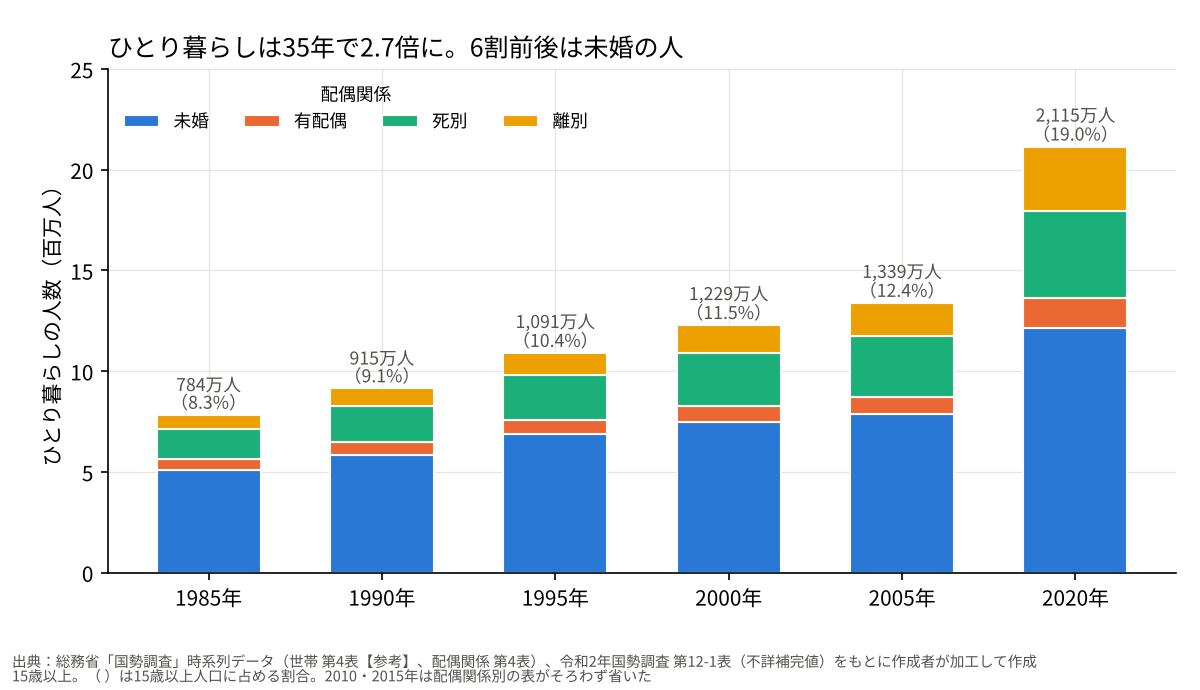 ひとり暮らしは35年で2.7倍に。6割前後は未婚の人
ひとり暮らしの人数（百万人）
25
20
15
10
5
0
配偶関係
未婚 有配偶 死別 離別
784万人
（8.3%）
915万人
（9.1%）
1,091万人
（10.4%）
1,229万人
（11.5%）
1,339万人
（12.4%）
2,115万人
（19.0%）
1985年 1990年 1995年 2000年 2005年 2020年
出典：総務省「国勢調査」時系列データ（世帯 第4表【参考】、配偶関係 第4表）、令和2年国勢調査 第12-1表（不詳補完値）をもとに作成者が加工して作成
15歳以上。（ ）は15歳以上人口に占める割合。2010・2015年は配偶関係別の表がそろわず省いた